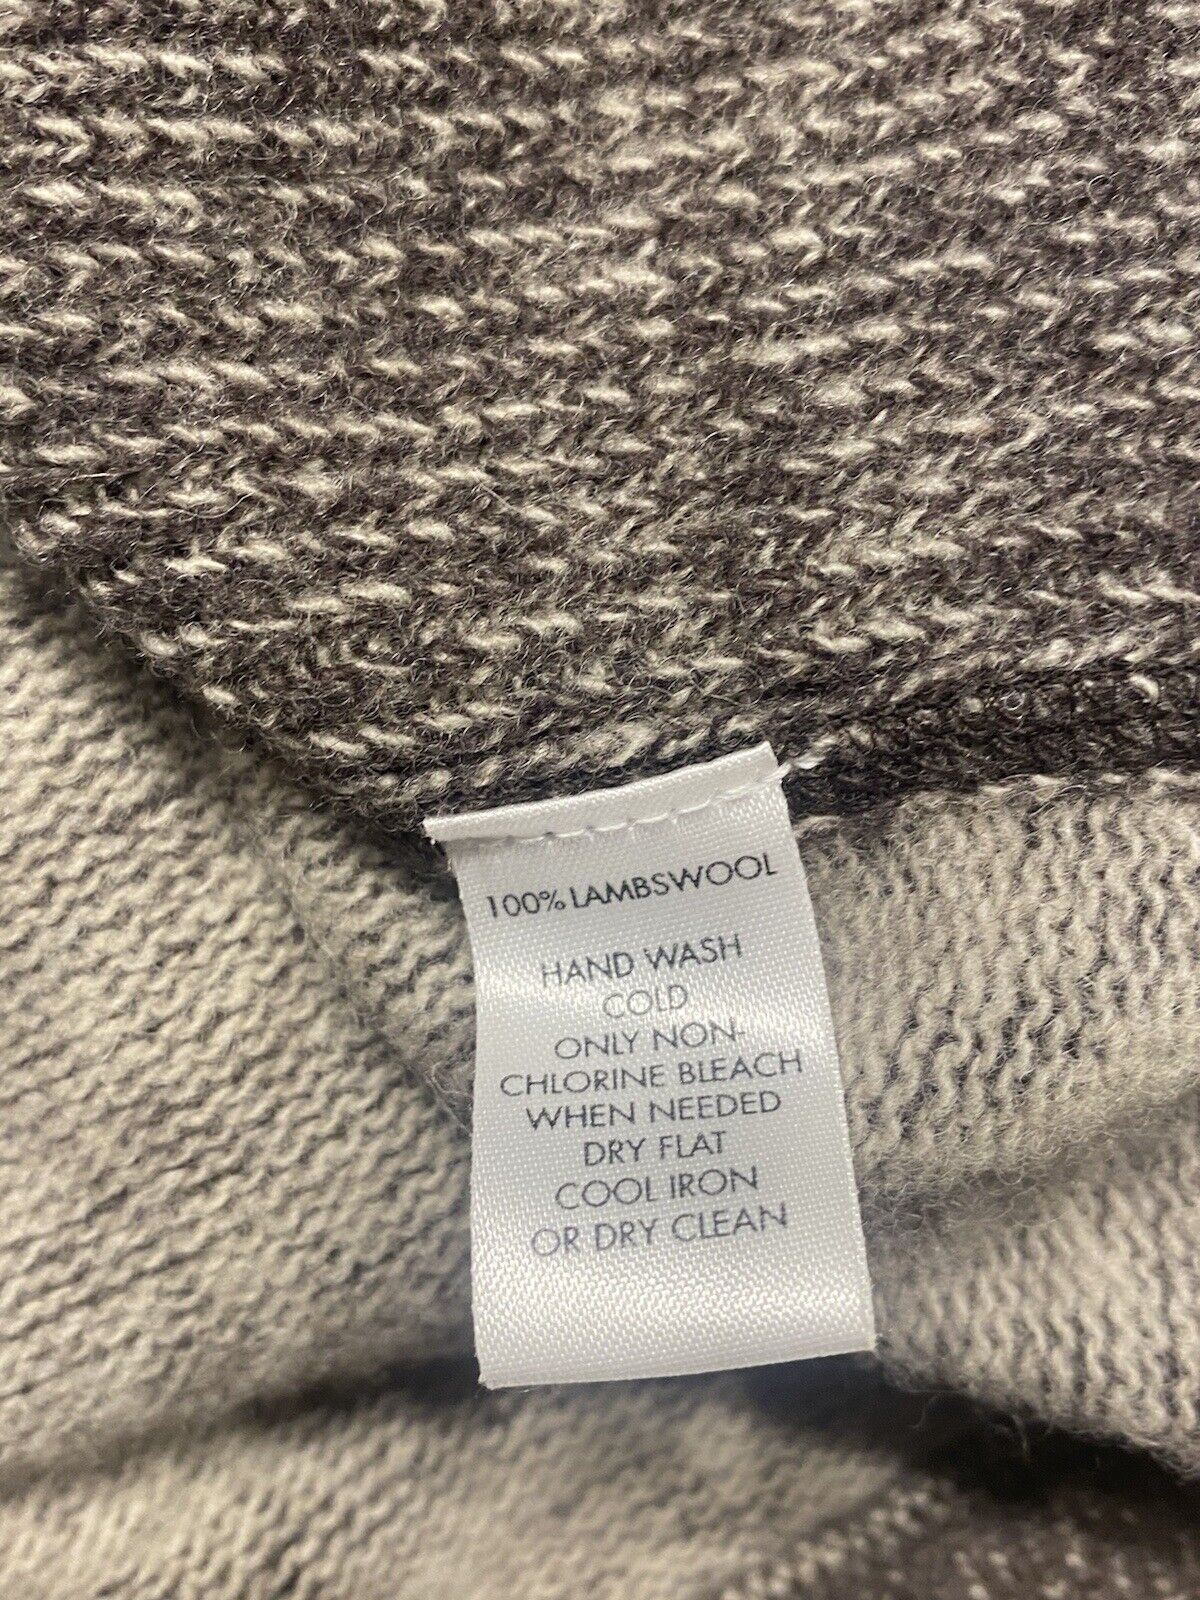 100% LAMBSWOOL
HAND WASH
COLD
ONLY NON-
CHLORINE BLEACH
WHEN NEEDED
DRY FLAT
COOL IRON
OR DRY CLEAN